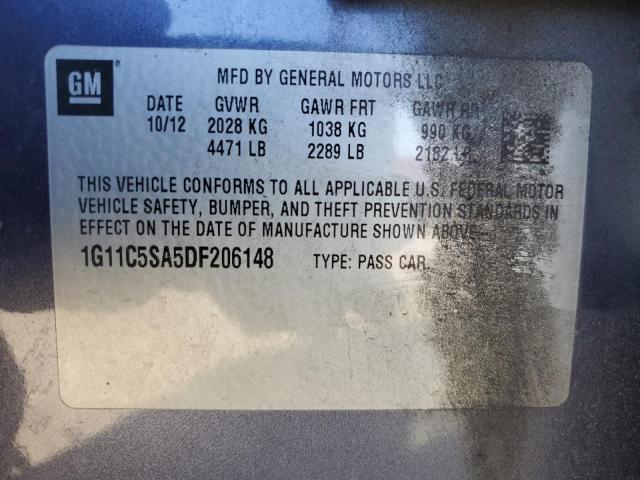 GM ®
MFD BY GENERAL MOTORS LLC
DATE GVWR GAWR FRT GAWR RR
10/12 2028 KG 1038 KG 990 KG
4471 LB 2289 LB 2182 LB
THIS VEHICLE CONFORMS TO ALL APPLICABLE U.S. FEDERAL MOTOR
VEHICLE SAFETY, BUMPER, AND THEFT PREVENTION STANDARDS IN
EFFECT ON THE DATE OF MANUFACTURE SHOWN ABOVE.
1G11C5SA5DF206148 TYPE: PASS CAR.